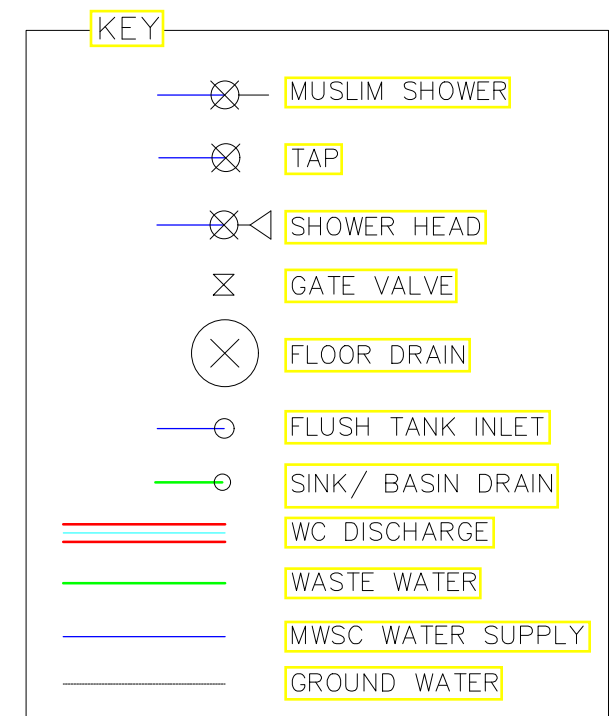 KEY
MUSLIM SHOWER
TAP
SHOWER HEAD
GATE VALVE
FLOOR DRAIN
FLUSH TANK INLET
SINK/ BASIN DRAIN
WC DISCHARGE
WASTE WATER
MWSC WATER SUPPLY
GROUND WATER